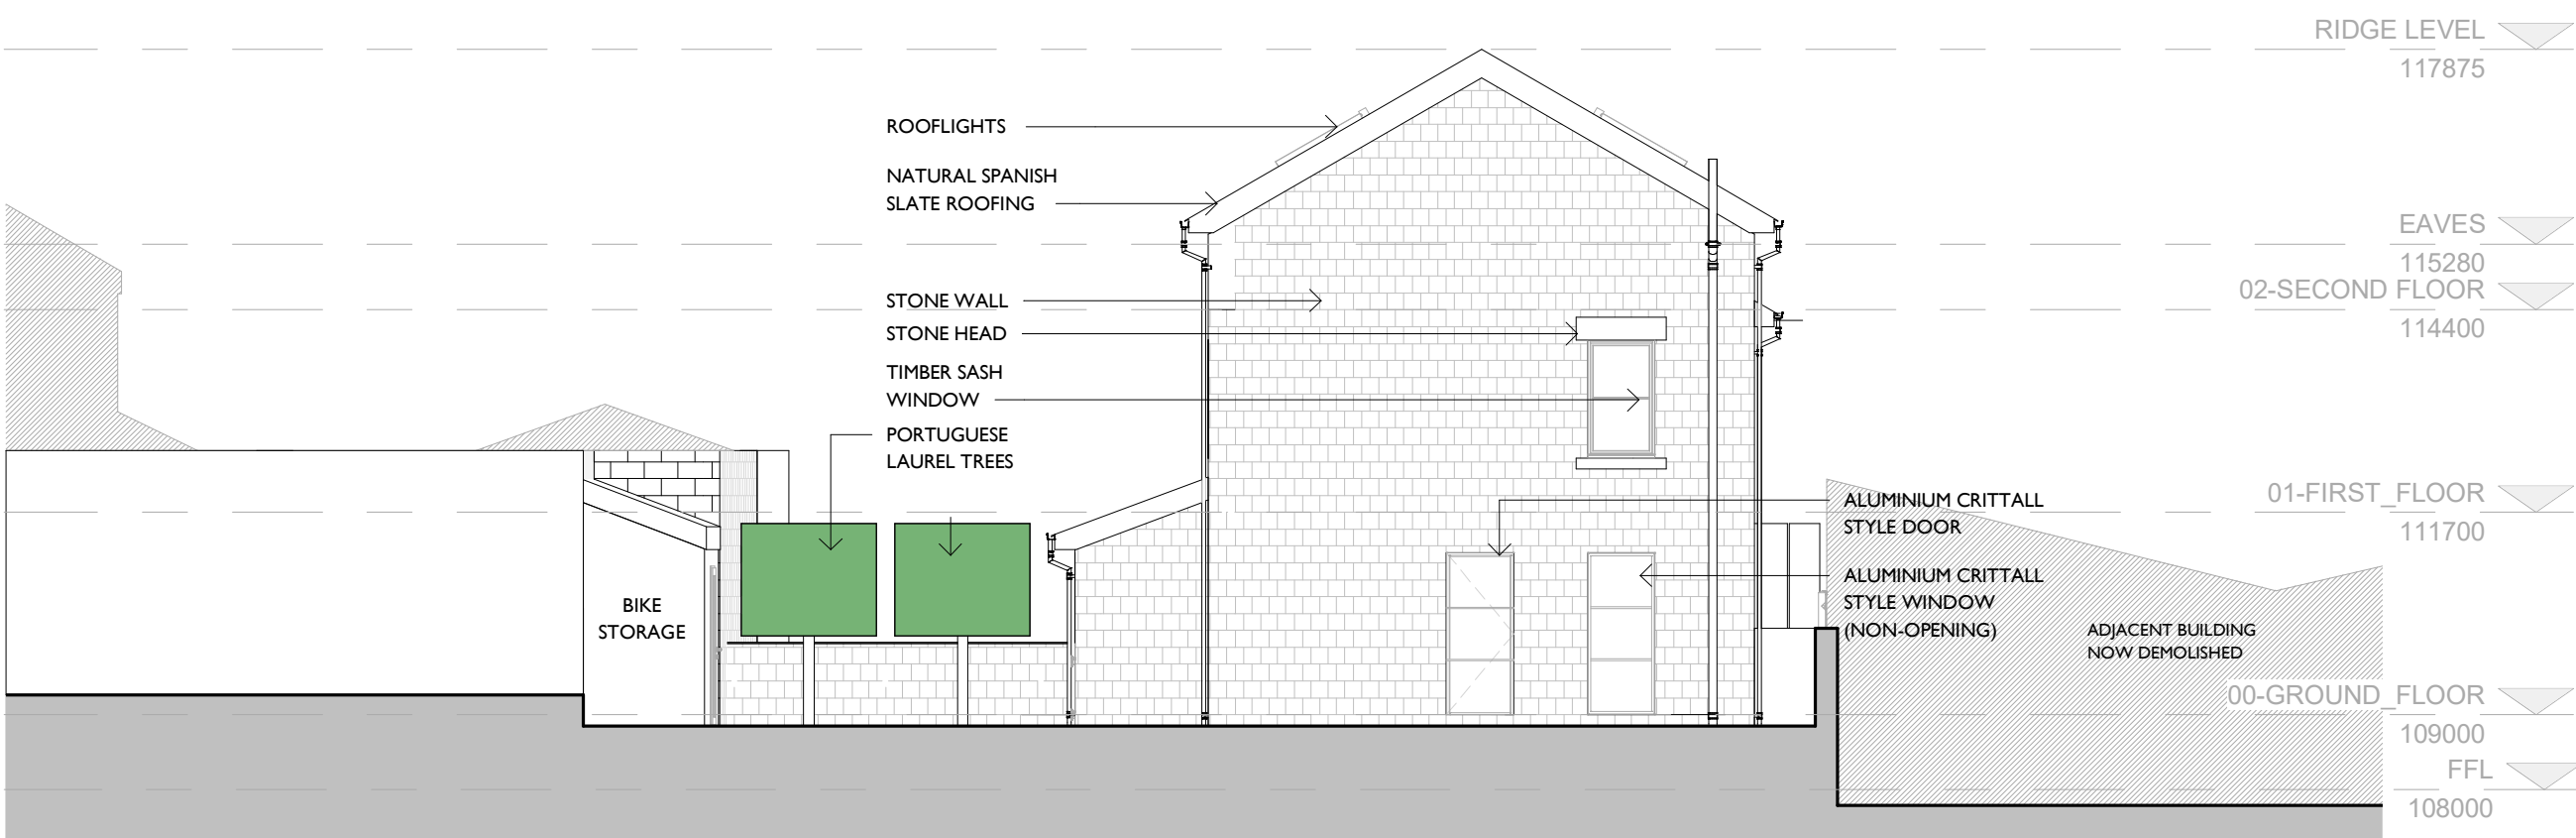 RIDGE LEVEL
117875
ROOFLIGHTS
NATURAL SPANISH
SLATE ROOFING
EAVES
115280
02-SECOND FLOOR
114400
STONE WALL
STONE HEAD
TIMBER SASH
WINDOW
PORTUGUESE
LAUREL TREES
01-FIRST_FLOOR
111700
ALUMINIUM CRITTALL
STYLE DOOR
ALUMINIUM CRITTALL
STYLE WINDOW
(NON-OPENING)
BIKE
STORAGE
ADJACENT BUILDING
NOW DEMOLISHED
00-GROUND_FLOOR
109000
FFL
108000